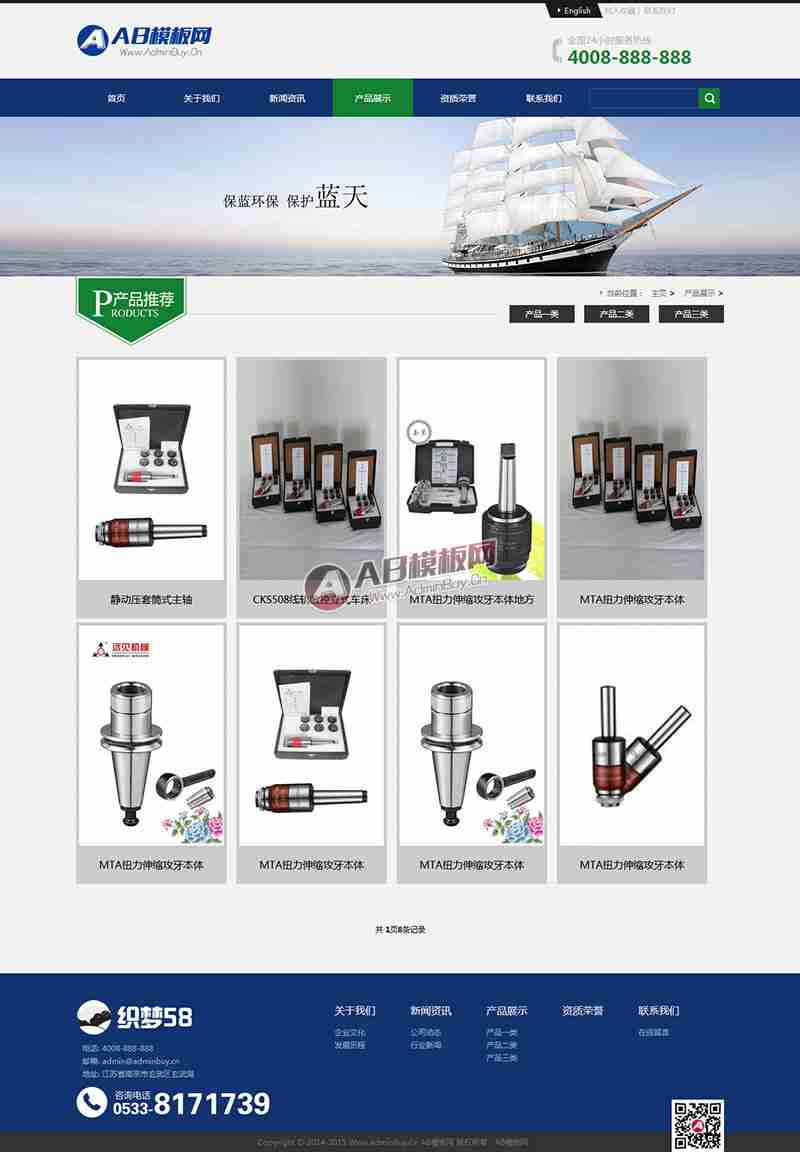 English 加入收藏 | 联系我们
AB模板网
Www.AdminBuy.Cn
全国24小时服务热线
4008-888-888
首页 关于我们 新闻资讯 产品展示 资质荣誉 联系我们
保蓝环保 保护蓝天
产品推荐
PRODUCTS
当前位置： 主页 > 产品展示 >
产品一类 产品二类 产品三类
静动压套筒式主轴
MTA扭力伸缩攻牙本体地方
MTA扭力伸缩攻牙本体
AB模板网
Www.AdminBuy.Cn
远见机械
MTA扭力伸缩攻牙本体
MTA扭力伸缩攻牙本体
MTA扭力伸缩攻牙本体
MTA扭力伸缩攻牙本体
共 1页8条记录
织梦58
电话: 4008-888-888
邮箱: admin@adminbuy.cn
地址: 江苏省南京市玄武区玄武湖
咨询电话
0533-8171739
关于我们
企业文化
发展历程
新闻资讯
公司动态
行业新闻
产品展示
产品一类
产品二类
产品三类
资质荣誉
联系我们
在线留言
Copyright © 2014-2015 Www.AdminBuy.Cn AB模板网 版权所有 AB模板网